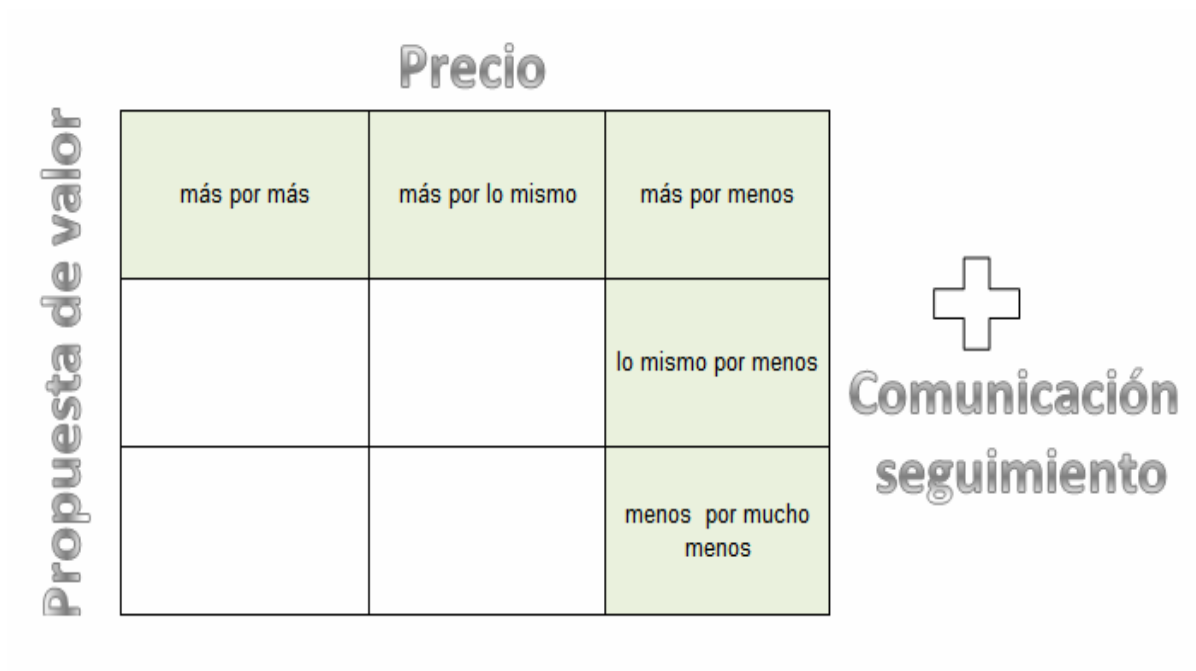 Precio
Propuesta de valor
más por más
más por lo mismo
más por menos
lo mismo por menos
menos por mucho
menos
Comunicación
seguimiento